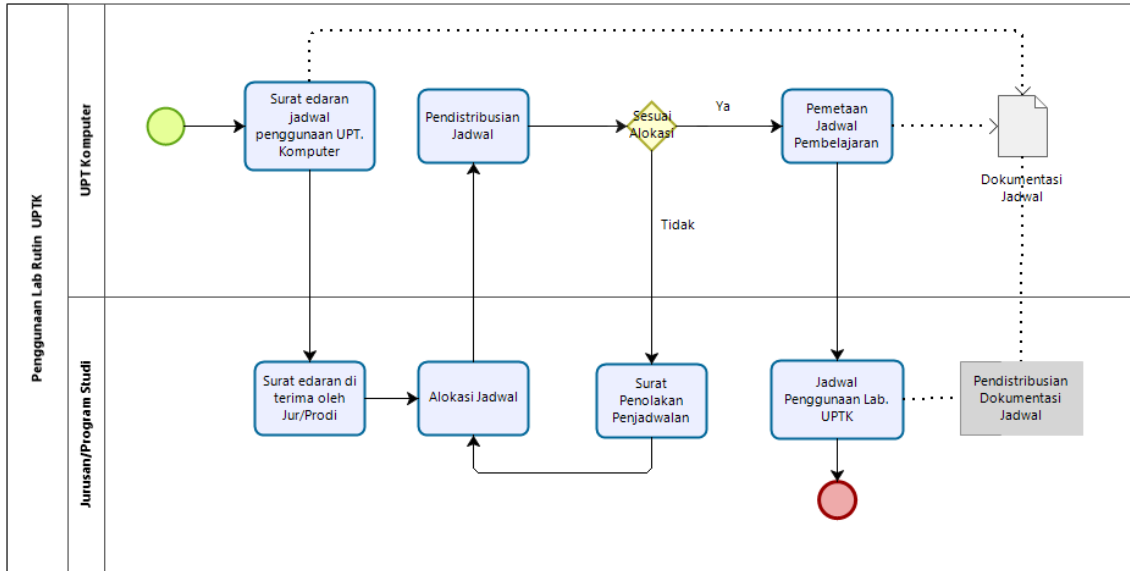 Penggunaan Lab Rutin UPTK
UPT Komputer
Surat edaran
jadwal
penggunaan UPT.
Komputer
Pendistribusian
Jadwal
Sesuai
Alokasi
Ya
Tidak
Pemetaan
Jadwal
Pembelajaran
Dokumentasi
Jadwal
Jurusan/Program Studi
Surat edaran di
terima oleh
Jur/Prodi
Alokasi Jadwal
Surat
Penolakan
Penjadwalan
Jadwal
Penggunaan Lab.
UPTK
Pendistribusian
Dokumentasi
Jadwal